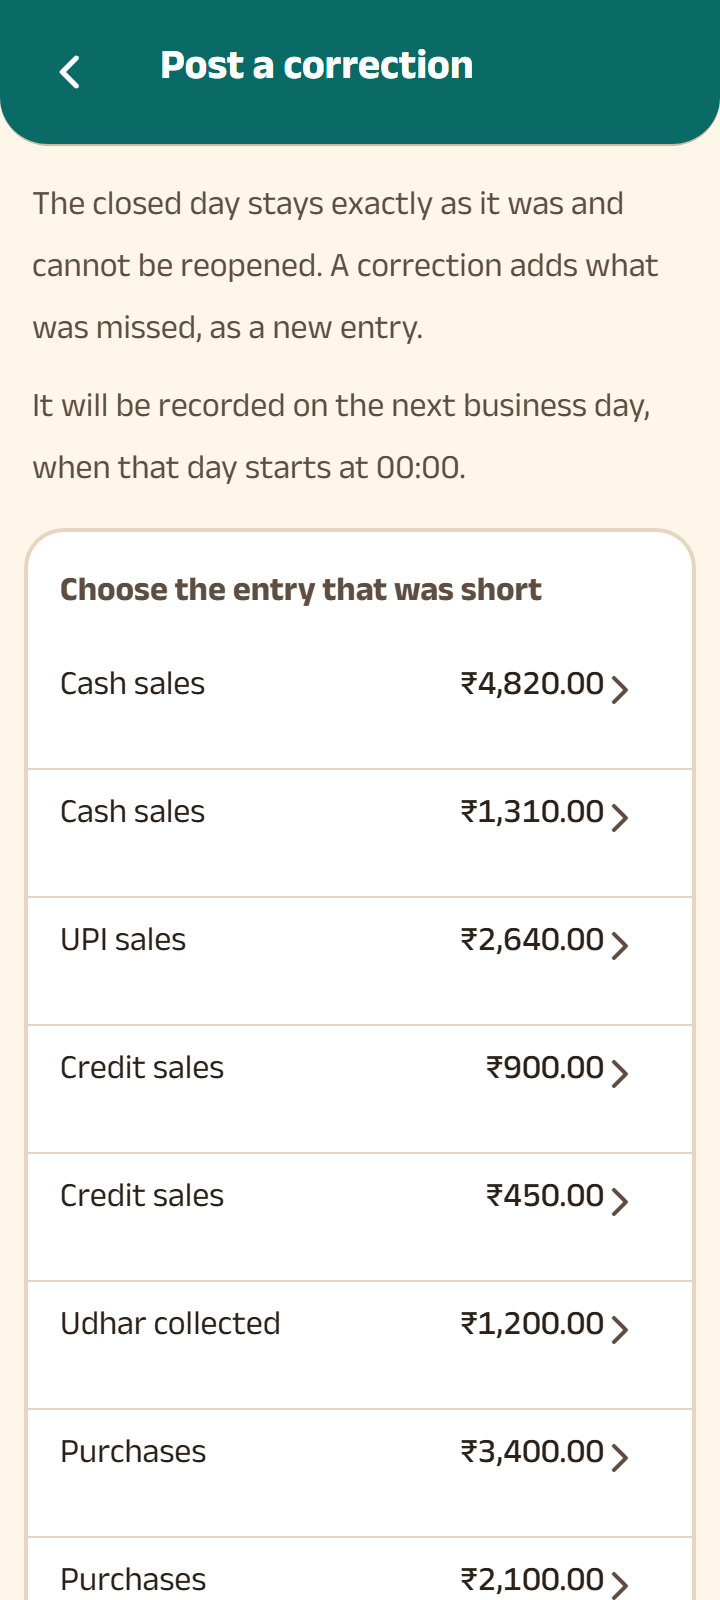 Post a correction
The closed day stays exactly as it was and
cannot be reopened. A correction adds what
was missed, as a new entry.
It will be recorded on the next business day,
when that day starts at 00:00.
Choose the entry that was short
Cash sales ₹4,820.00
Cash sales ₹1,310.00
UPI sales ₹2,640.00
Credit sales ₹900.00
Credit sales ₹450.00
Udhar collected ₹1,200.00
Purchases ₹3,400.00
Purchases ₹2,100.00